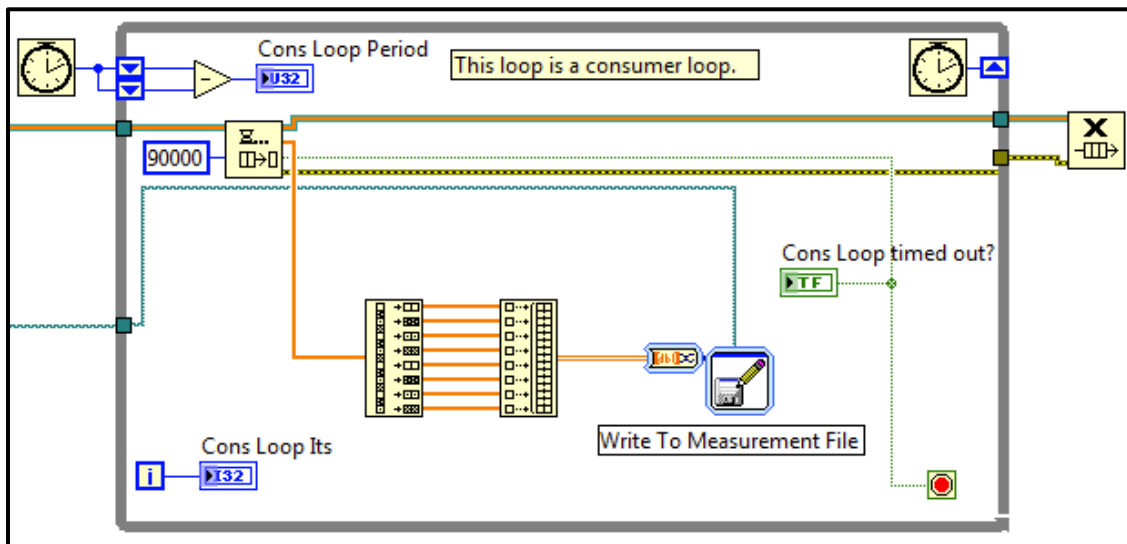 Cons Loop Period
U32
This loop is a consumer loop.
90000
X
Cons Loop timed out?
TF
Write To Measurement File
Cons Loop Its
i
I32